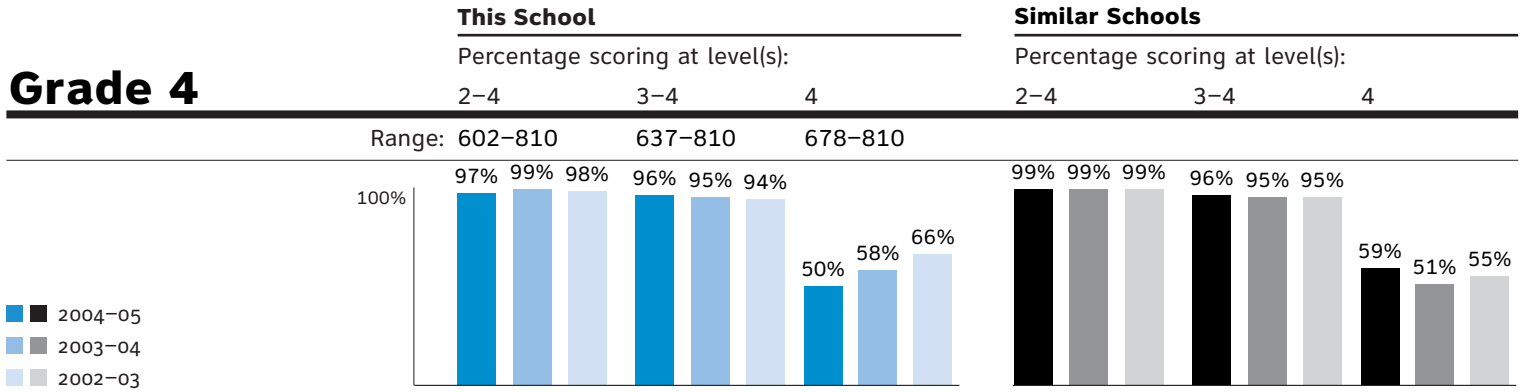 This School Similar Schools
Percentage scoring at level(s): Percentage scoring at level(s):
Grade 4 2–4 3–4 4 2–4 3–4 4
Range: 602–810 637–810 678–810
97% 99% 98% 96% 95% 94% 99% 99% 99% 96% 95% 95%
100%
50% 58% 66% 59% 51% 55%
2004–05
2003–04
2002–03